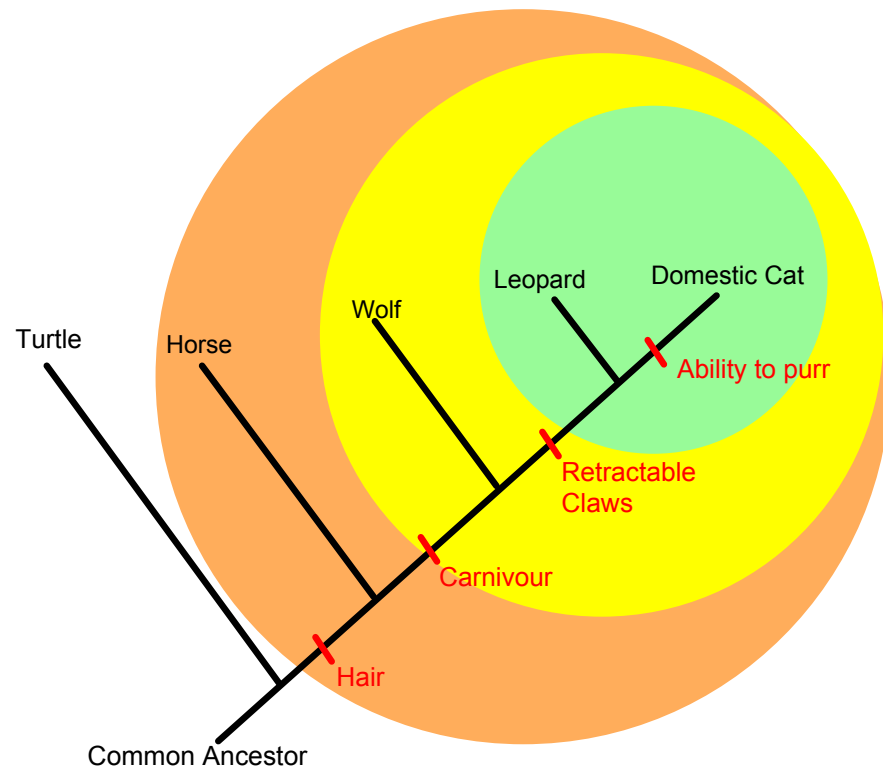 Domestic Cat
Leopard
Wolf
Turtle
Horse
Ability to purr
Retractable
Claws
Carnivour
Hair
Common Ancestor